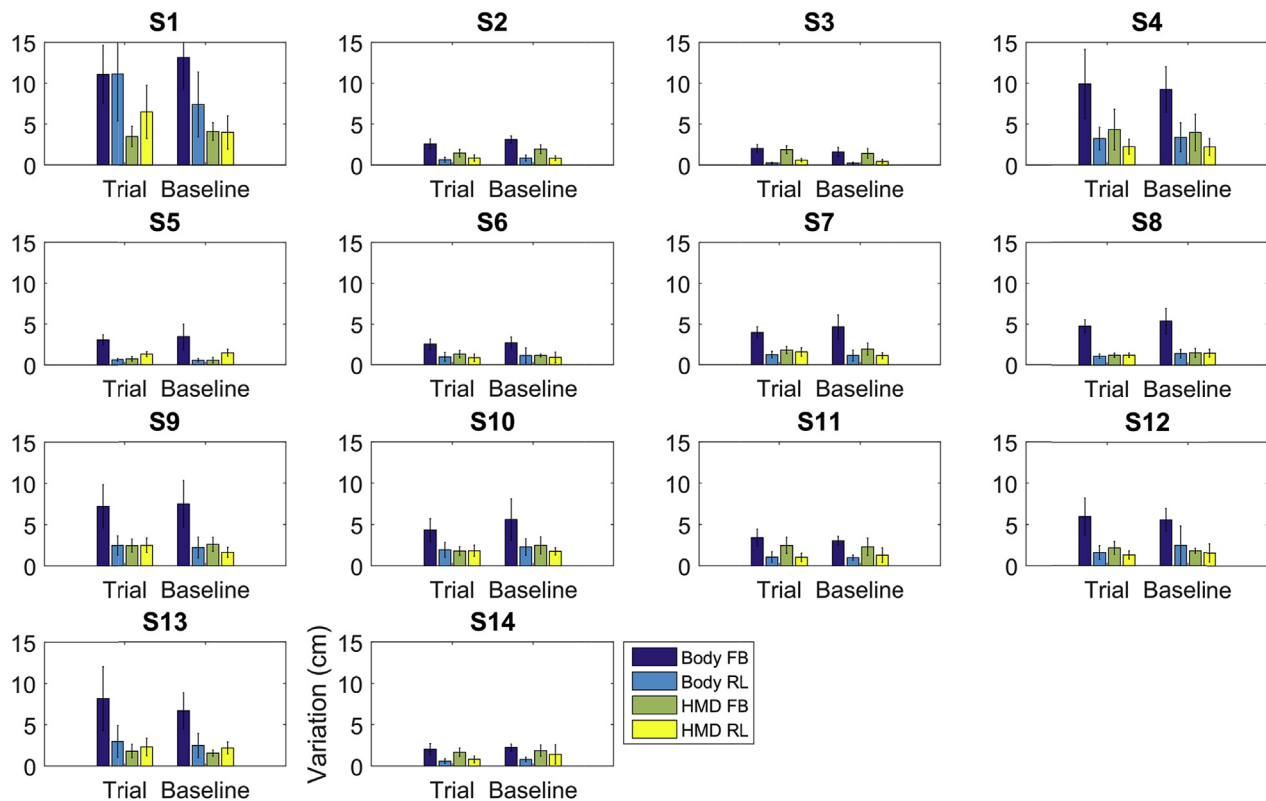 S1
S2
S3
S4
15
10
5
0
Trial Baseline
15
10
5
0
Trial Baseline
15
10
5
0
Trial Baseline
15
10
5
0
Trial Baseline
S5
S6
S7
S8
15
10
5
0
Trial Baseline
15
10
5
0
Trial Baseline
15
10
5
0
Trial Baseline
15
10
5
0
Trial Baseline
S9
S10
S11
S12
15
10
5
0
Trial Baseline
15
10
5
0
Trial Baseline
15
10
5
0
Trial Baseline
15
10
5
0
Trial Baseline
S13
S14
15
10
5
0
Trial Baseline
Variation (cm)
15
10
5
0
Trial Baseline
Body FB
Body RL
HMD FB
HMD RL